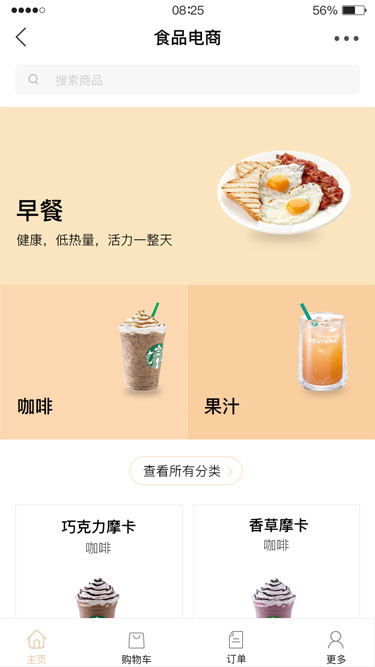 08:25
56%
食品电商
搜索商品
早餐
健康，低热量，活力一整天
咖啡
果汁
查看所有分类
巧克力摩卡
咖啡
香草摩卡
咖啡
主页
购物车
订单
更多